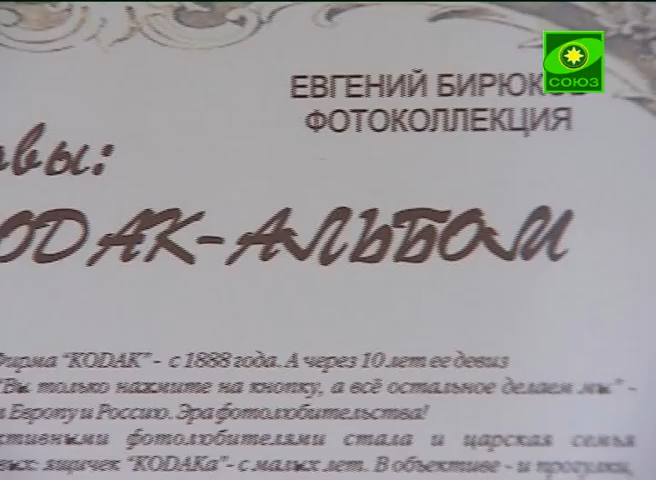 СОЮЗ
ЕВГЕНИЙ БИРЮКОВ
ФОТОКОЛЛЕКЦИЯ
вы:
КОДАК-АЛЬБОМ
Фирма "KODAK" - с 1888 года. А через 10 лет ее девиз
"Вы только нажмите на кнопку, а всё остальное делаем мы" -
Европу и Россию. Эра фотолюбительства!
фотолюбителями стала и царская семья
ящичек "KODAKа" - с малых лет. В объективе - и прогулки,